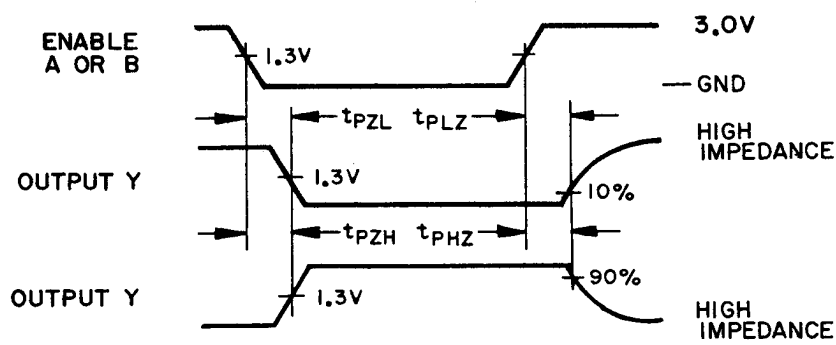 ENABLE
A OR B
1.3V
3.0V
GND
tPZL tPLZ
HIGH
IMPEDANCE
OUTPUT Y
1.3V
10%
tPZH tPHZ
OUTPUT Y
1.3V
90%
HIGH
IMPEDANCE